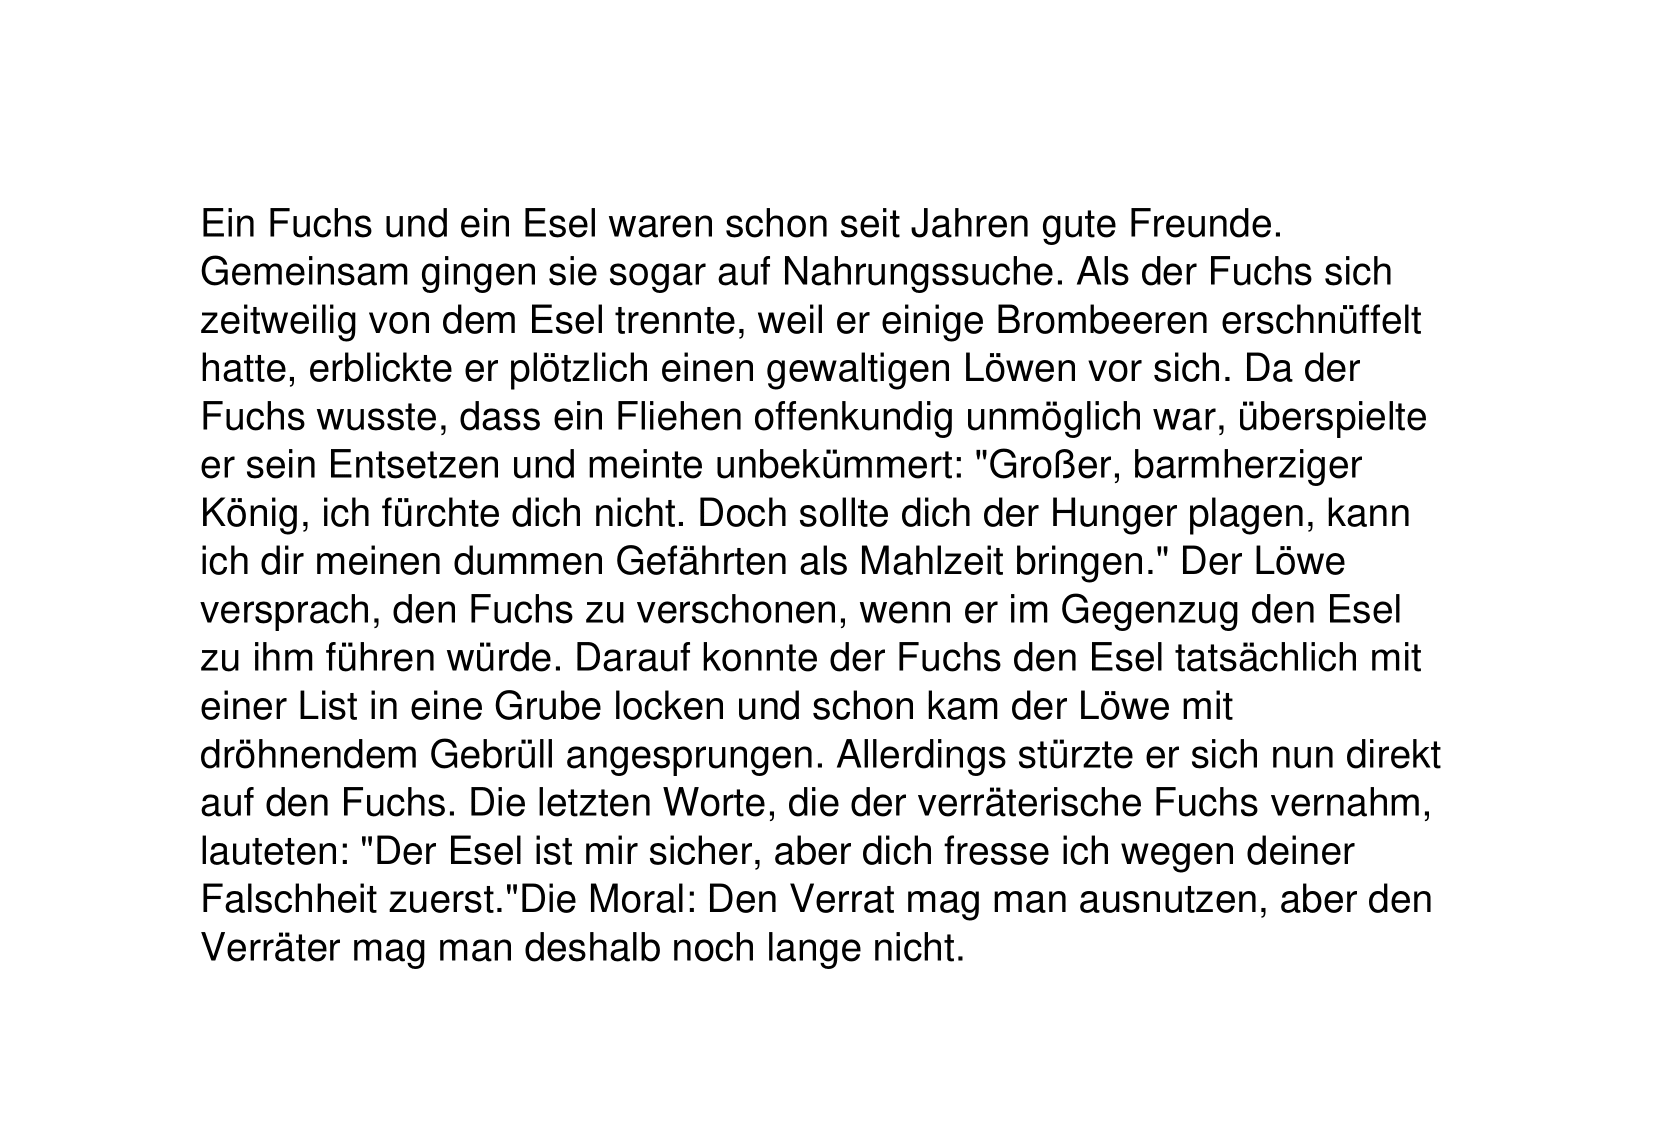 Ein Fuchs und ein Esel waren schon seit Jahren gute Freunde.
Gemeinsam gingen sie sogar auf Nahrungssuche. Als der Fuchs sich
zeitweilig von dem Esel trennte, weil er einige Brombeeren erschnüffelt
hatte, erblickte er plötzlich einen gewaltigen Löwen vor sich. Da der
Fuchs wusste, dass ein Fliehen offenkundig unmöglich war, überspielte
er sein Entsetzen und meinte unbekümmert: "Großer, barmherziger
König, ich fürchte dich nicht. Doch sollte dich der Hunger plagen, kann
ich dir meinen dummen Gefährten als Mahlzeit bringen." Der Löwe
versprach, den Fuchs zu verschonen, wenn er im Gegenzug den Esel
zu ihm führen würde. Darauf konnte der Fuchs den Esel tatsächlich mit
einer List in eine Grube locken und schon kam der Löwe mit
dröhnendem Gebrüll angesprungen. Allerdings stürzte er sich nun direkt
auf den Fuchs. Die letzten Worte, die der verräterische Fuchs vernahm,
lauteten: "Der Esel ist mir sicher, aber dich fresse ich wegen deiner
Falschheit zuerst."Die Moral: Den Verrat mag man ausnutzen, aber den
Verräter mag man deshalb noch lange nicht.